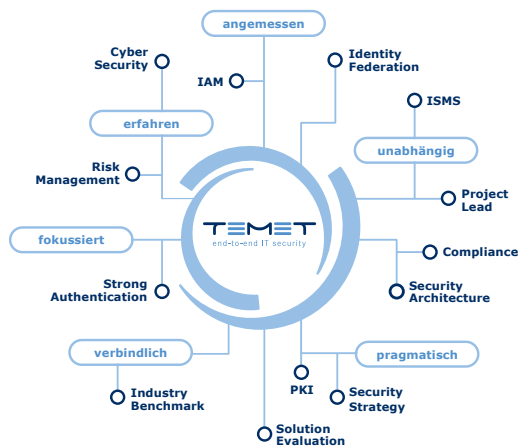 angemessen
Cyber
Security
Identity
Federation
IAM
ISMS
erfahren
unabhängig
Risk
Management
Project
Lead
TEMET
end-to-end IT security
fokussiert
Compliance
Strong
Authentication
Security
Architecture
verbindlich
pragmatisch
Industry
Benchmark
PKI
Security
Strategy
Solution
Evaluation